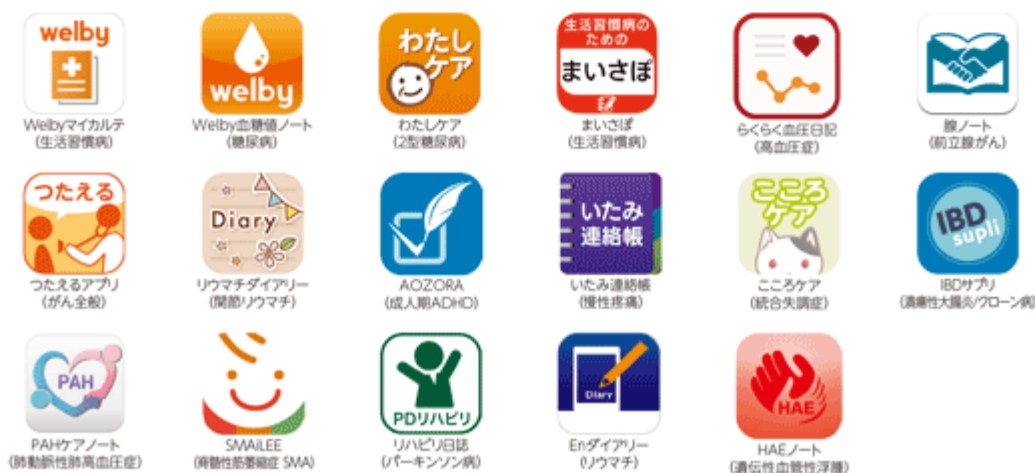 welby
welby
わたし
ケア
生活習慣病の
ための
まいさぽ
Welbyマイカルテ
(生活習慣病)
Welby血糖値ノート
(糖尿病)
わたしケア
(2型糖尿病)
まいさぽ
(生活習慣病)
らくらく血圧日記
(高血圧症)
腺ノート
(前立腺がん)
つたえる
Diary
いたみ
連絡帳
こころ
ケア
IBD
supli
つたえるアプリ
(がん全般)
リウマチダイアリー
(関節リウマチ)
AOZORA
(成人期ADHD)
いたみ連絡帳
(慢性疼痛)
こころケア
(統合失調症)
IBDサプリ
(潰瘍性大腸炎/クローン病)
PAH
PDリハビリ
Diary
HAE
PAHケアノート
(肺動脈性肺高血圧症)
SMAiLEE
(脊髄性筋萎縮症 SMA)
リハビリ日誌
(パーキンソン病)
Enダイアリー
(リウマチ)
HAEノート
(遺伝性血管性浮腫)